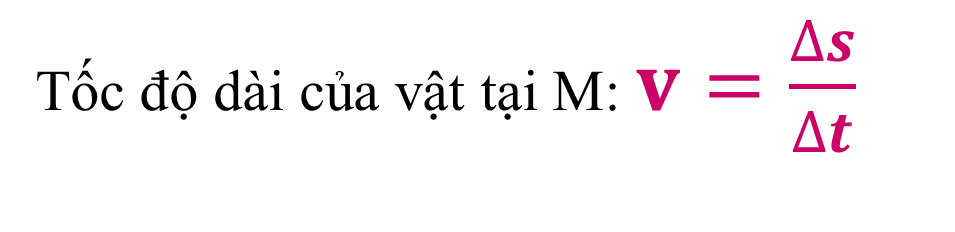 Tốc độ dài của vật tại M: v = Δs/Δt